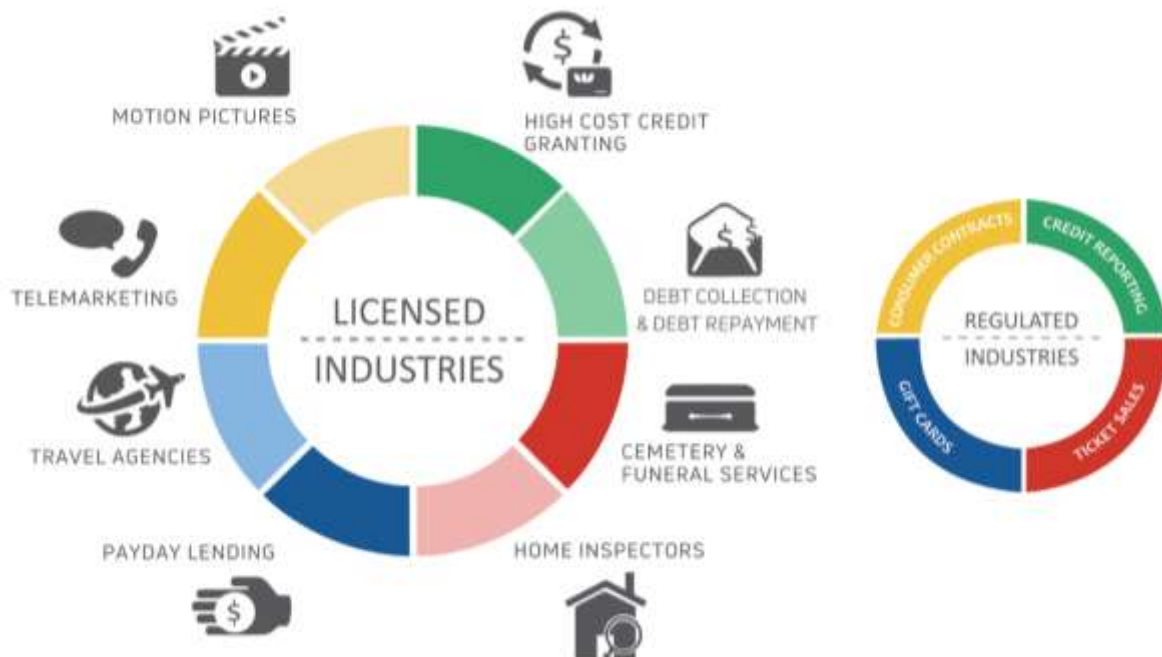 MOTION PICTURES
HIGH COST CREDIT
GRANTING
TELEMARKETING
DEBT COLLECTION
& DEBT REPAYMENT
LICENSED
INDUSTRIES
TRAVEL AGENCIES
CEMETERY &
FUNERAL SERVICES
PAYDAY LENDING
HOME INSPECTORS
CONSUMER CONTRACTS
CREDIT REPORTING
REGULATED
INDUSTRIES
GIFT CARDS
TICKET SALES